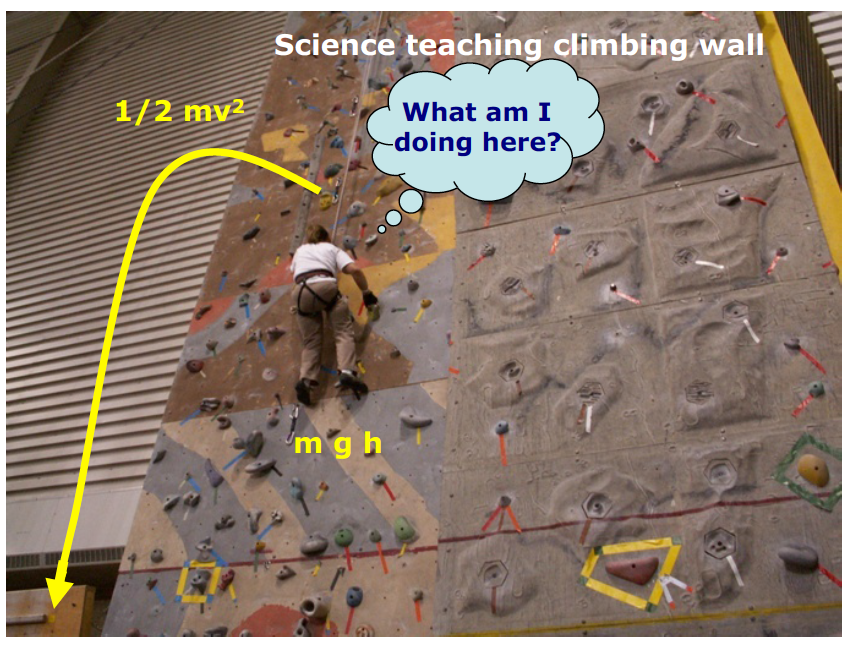 Science teaching climbing wall
1/2 mv²
What am I
doing here?
m g h